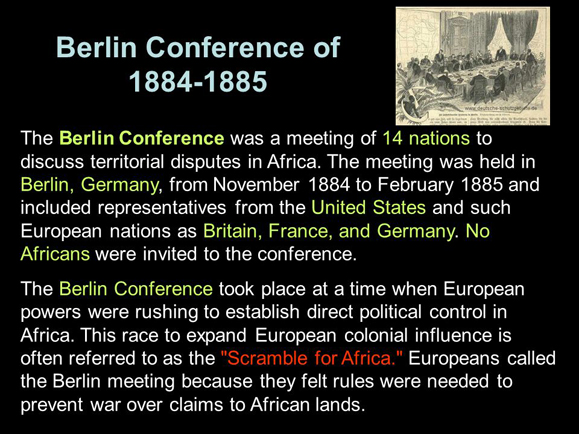 Berlin Conference of
1884-1885
The Berlin Conference was a meeting of 14 nations to
discuss territorial disputes in Africa. The meeting was held in
Berlin, Germany, from November 1884 to February 1885 and
included representatives from the United States and such
European nations as Britain, France, and Germany. No
Africans were invited to the conference.
The Berlin Conference took place at a time when European
powers were rushing to establish direct political control in
Africa. This race to expand European colonial influence is
often referred to as the "Scramble for Africa." Europeans called
the Berlin meeting because they felt rules were needed to
prevent war over claims to African lands.